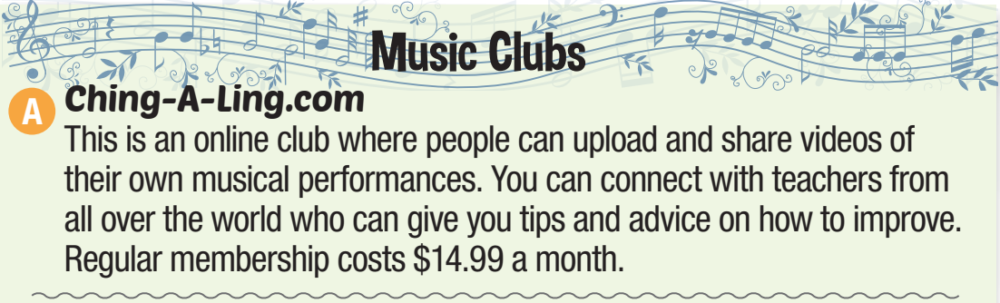 Music Clubs
A
Ching-A-Ling.com
This is an online club where people can upload and share videos of
their own musical performances. You can connect with teachers from
all over the world who can give you tips and advice on how to improve.
Regular membership costs $14.99 a month.